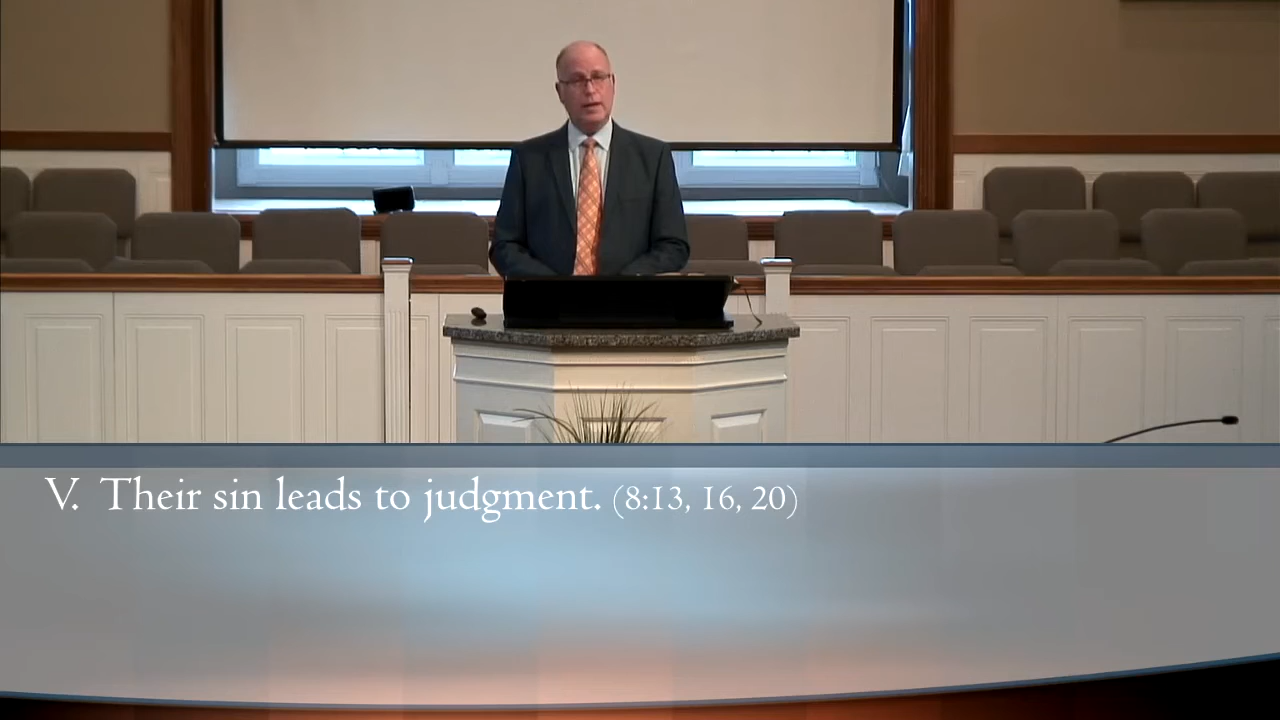 V. Their sin leads to judgment. (8:13, 16, 20)